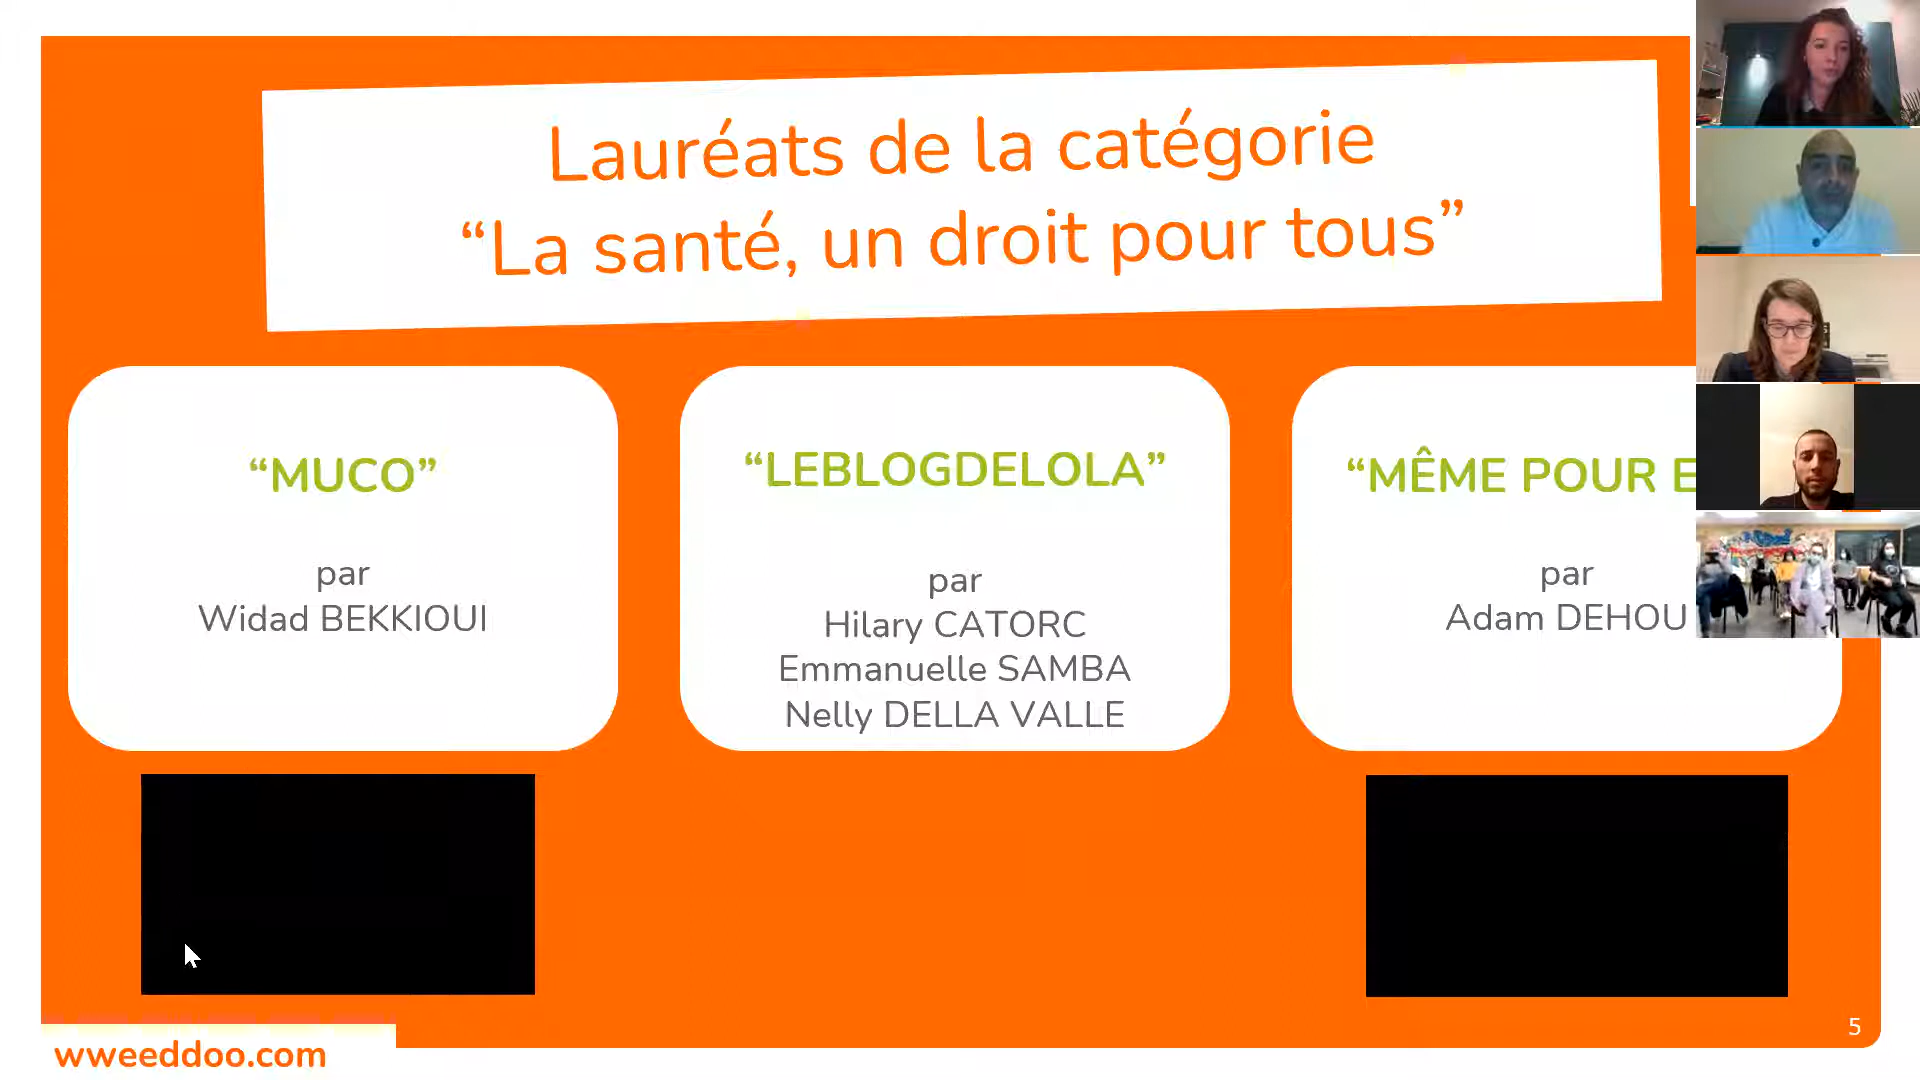 Lauréats de la catégorie
“La santé, un droit pour tous”
“MUCO”
par
Widad BEKKIOUI
“LEBLOGDELOLA”
par
Hilary CATORC
Emmanuelle SAMBA
Nelly DELLA VALLE
“MÊME POUR E
par
Adam DEHOU
5
wweeddoo.com